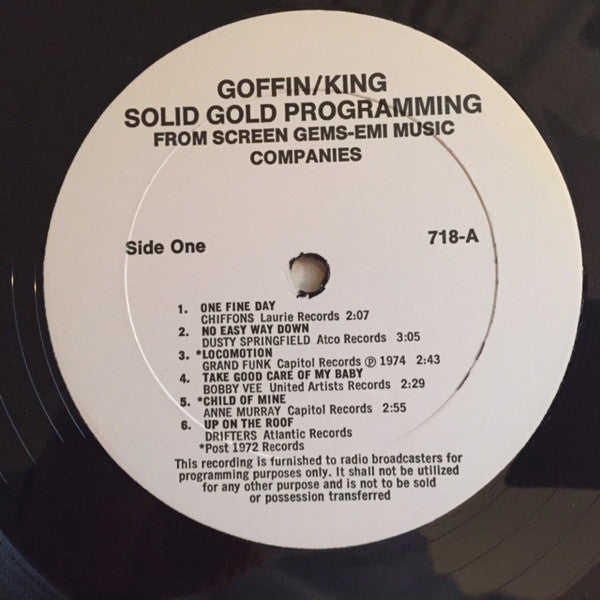 GOFFIN/KING
SOLID GOLD PROGRAMMING
FROM SCREEN GEMS-EMI MUSIC
COMPANIES
Side One
718-A
1. ONE FINE DAY
CHIFFONS Laurie Records 2:07
2. NO EASY WAY DOWN
DUSTY SPRINGFIELD Atco Records 3:05
3. *LOCOMOTION
GRAND FUNK Capitol Records ℗ 1974 2:43
4. TAKE GOOD CARE OF MY BABY
BOBBY VEE United Artists Records 2:29
5. *CHILD OF MINE
ANNE MURRAY Capitol Records 2:55
6. UP ON THE ROOF
DRIFTERS Atlantic Records
*Post 1972 Records
This recording is furnished to radio broadcasters for
programming purposes only. It shall not be utilized
for any other purpose and is not to be sold
or possession transferred